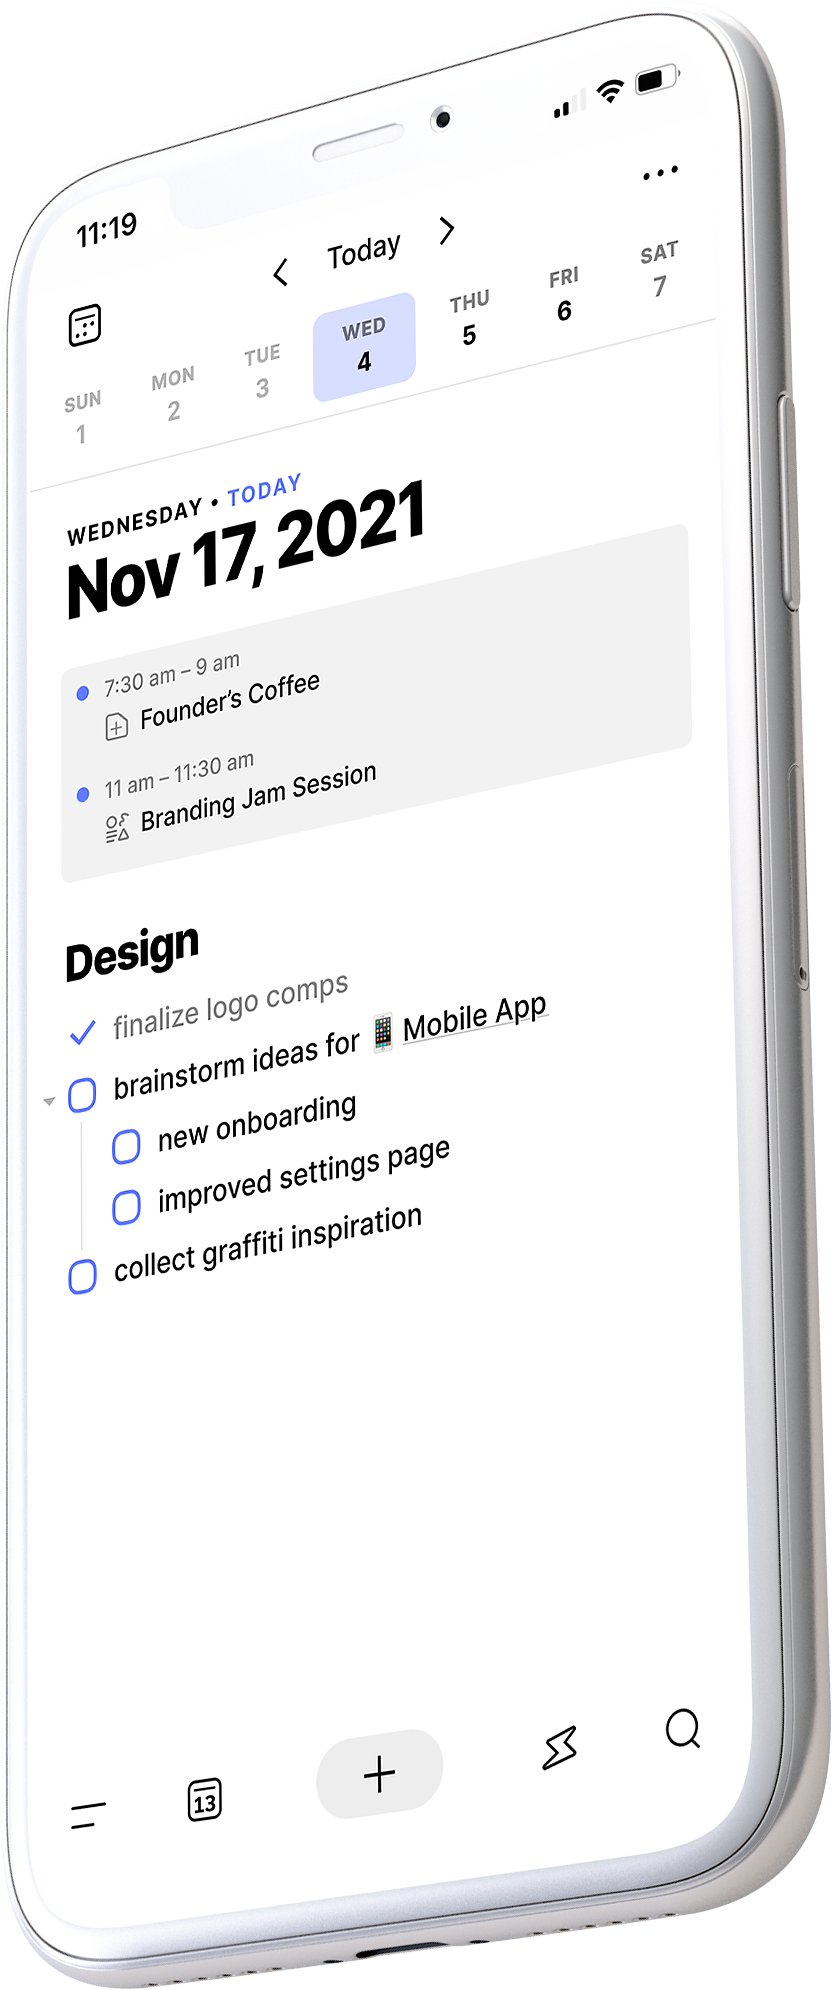 11:19
Today
SUN MON TUE WED THU FRI SAT
1 2 3 4 5 6 7
WEDNESDAY • TODAY
Nov 17, 2021
7:30 am – 9 am
Founder’s Coffee
11 am – 11:30 am
Branding Jam Session
Design
finalize logo comps
brainstorm ideas for 📱 Mobile App
new onboarding
improved settings page
collect graffiti inspiration
13